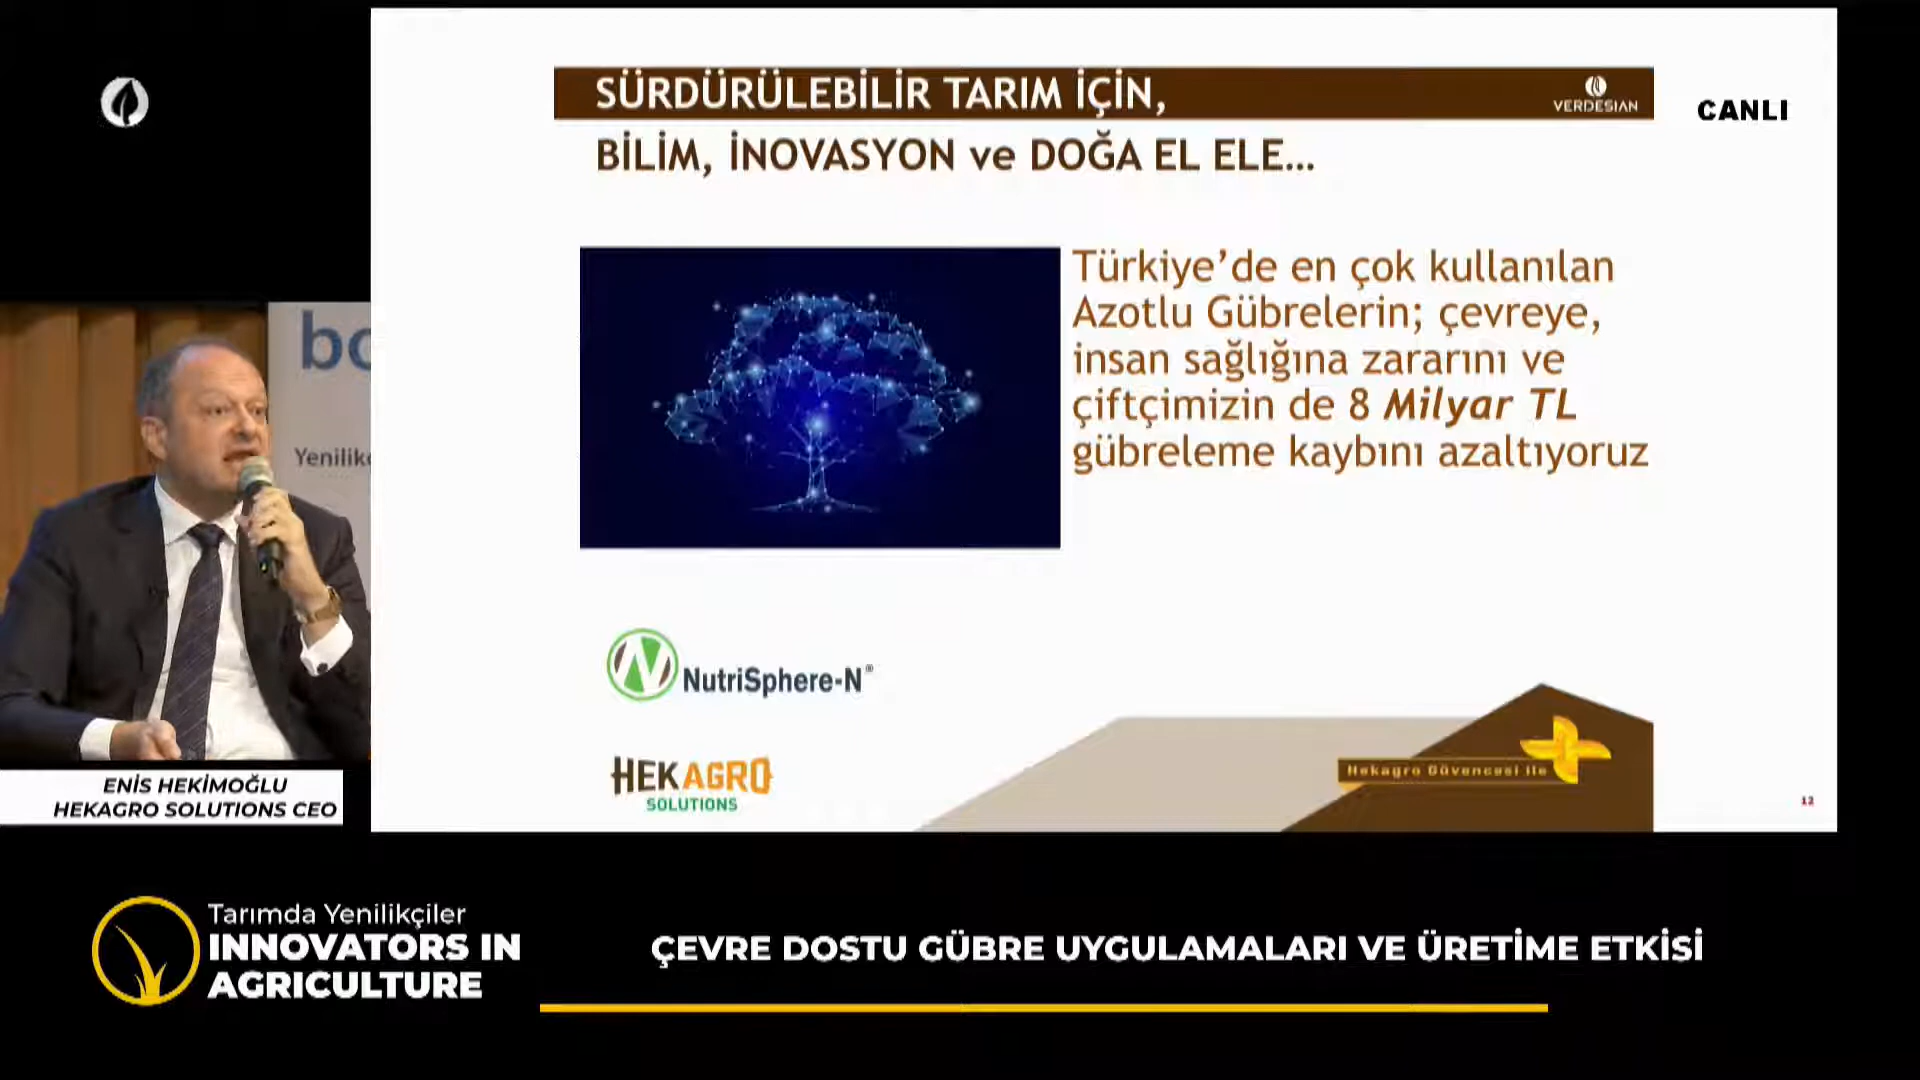 SÜRDÜRÜLEBİLİR TARIM İÇİN,
VERDESIAN
CANLI
BİLİM, İNOVASYON ve DOĞA EL ELE...
Türkiye'de en çok kullanılan
Azotlu Gübrelerin; çevreye,
insan sağlığına zararını ve
çiftçimizin de 8 Milyar TL
gübreleme kaybını azaltıyoruz
NutriSphere-N®
HEKAGRO
SOLUTIONS
Hekagro Güvencesi ile
12
ENİS HEKİMOĞLU
HEKAGRO SOLUTIONS CEO
Tarımda Yenilikçiler
INNOVATORS IN
AGRICULTURE
ÇEVRE DOSTU GÜBRE UYGULAMALARI VE ÜRETİME ETKİSİ